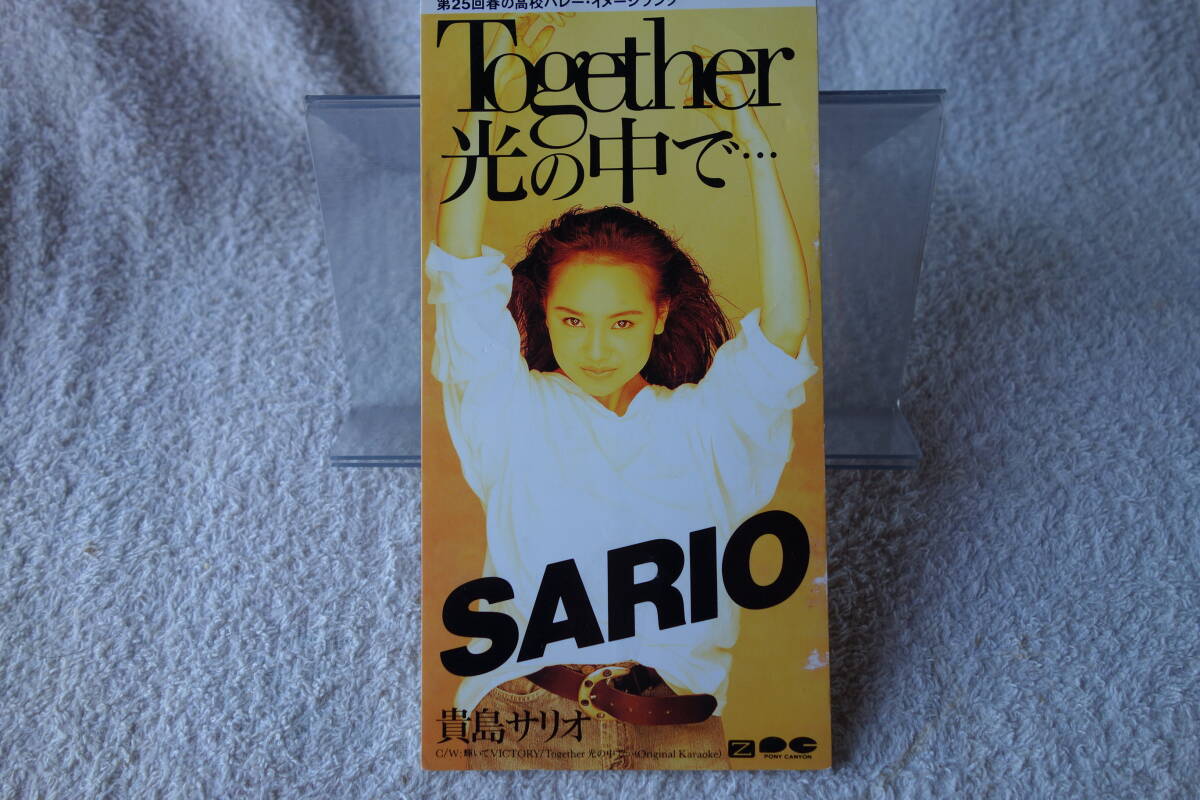 第25回春の高校バレー・イメージソング
Together
光の中で…
SARIO
貴島サリオ
C/W:輝いてVICTORY/Together 光の中で…(Original Karaoke)
Z PC
PONY CANYON